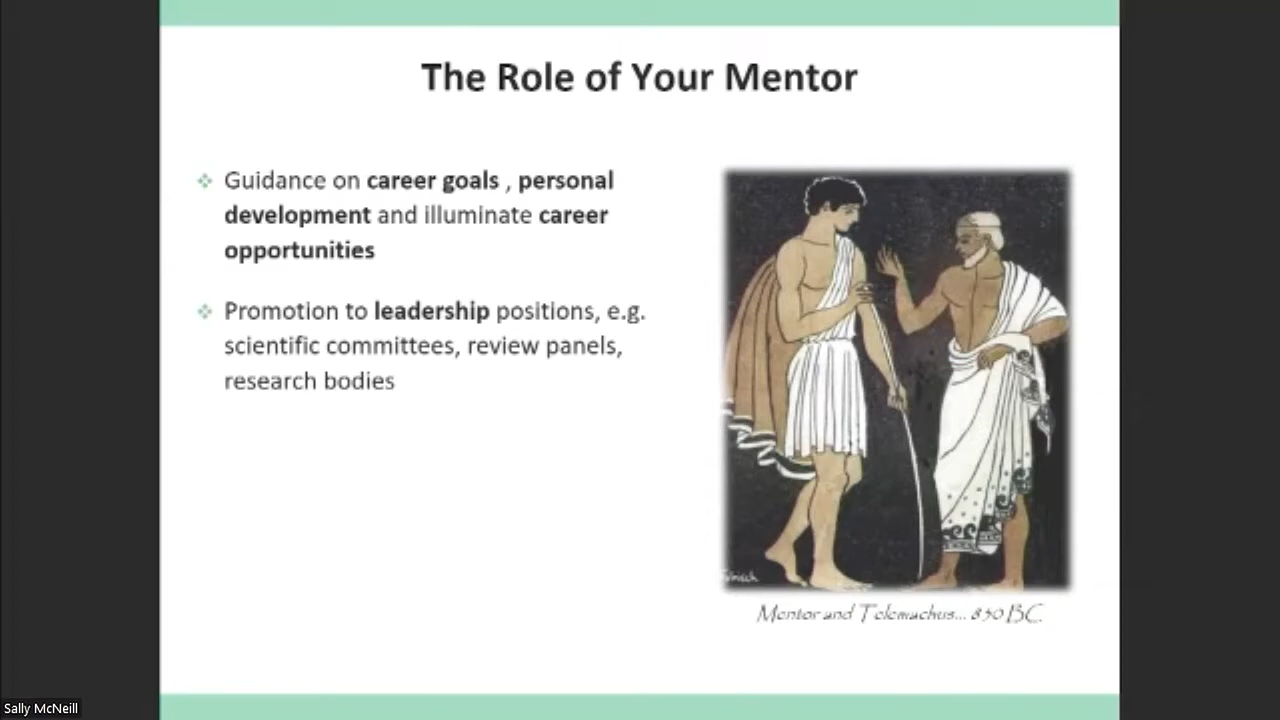 The Role of Your Mentor
Guidance on career goals , personal
development and illuminate career
opportunities
Promotion to leadership positions, e.g.
scientific committees, review panels,
research bodies
Mentor and Telemachus... 850 BC.
Sally McNeill